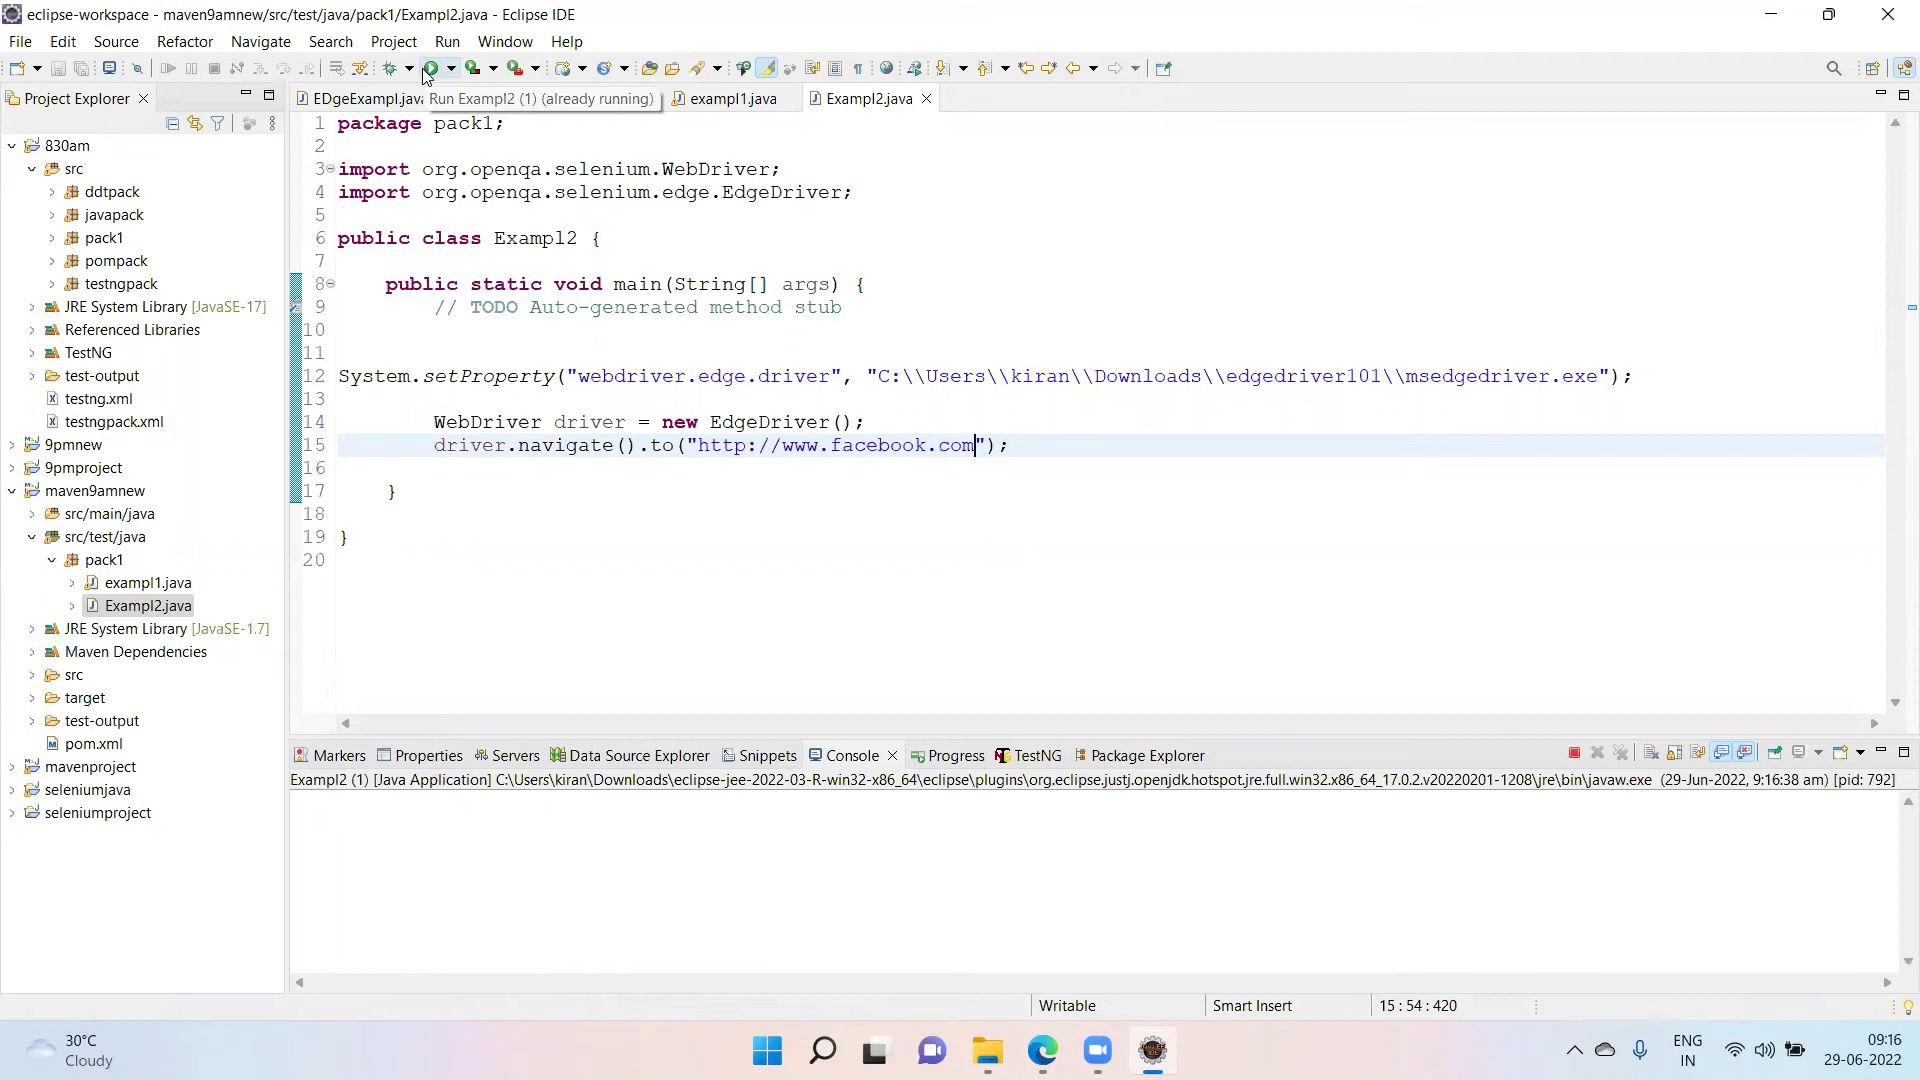 eclipse-workspace - maven9amnew/src/test/java/pack1/Exampl2.java - Eclipse IDE
File Edit Source Refactor Navigate Search Project Run Window Help
Project Explorer
EDgeExampl.java
Run Exampl2 (1) (already running)
exampl1.java
Exampl2.java
830am
src
ddtpack
javapack
pack1
pompack
testngpack
JRE System Library [JavaSE-17]
Referenced Libraries
TestNG
test-output
testng.xml
testngpack.xml
9pmnew
9pmproject
maven9amnew
src/main/java
src/test/java
pack1
exampl1.java
Exampl2.java
JRE System Library [JavaSE-1.7]
Maven Dependencies
src
target
test-output
pom.xml
mavenproject
seleniumjava
seleniumproject
1 package pack1;
2
3 import org.openqa.selenium.WebDriver;
4 import org.openqa.selenium.edge.EdgeDriver;
5
6 public class Exampl2 {
7
8 public static void main(String[] args) {
9 // TODO Auto-generated method stub
10
11
12 System.setProperty("webdriver.edge.driver", "C:\\Users\\kiran\\Downloads\\edgedriver101\\msedgedriver.exe");
13
14 WebDriver driver = new EdgeDriver();
15 driver.navigate().to("http://www.facebook.com");
16
17 }
18
19 }
20
Markers Properties Servers Data Source Explorer Snippets Console Progress TestNG Package Explorer
Exampl2 (1) [Java Application] C:\Users\kiran\Downloads\eclipse-jee-2022-03-R-win32-x86_64\eclipse\plugins\org.eclipse.justj.openjdk.hotspot.jre.full.win32.x86_64_17.0.2.v20220201-1208\jre\bin\javaw.exe (29-Jun-2022, 9:16:38 am) [pid: 792]
Writable Smart Insert 15 : 54 : 420
30°C
Cloudy
ENG
IN
09:16
29-06-2022